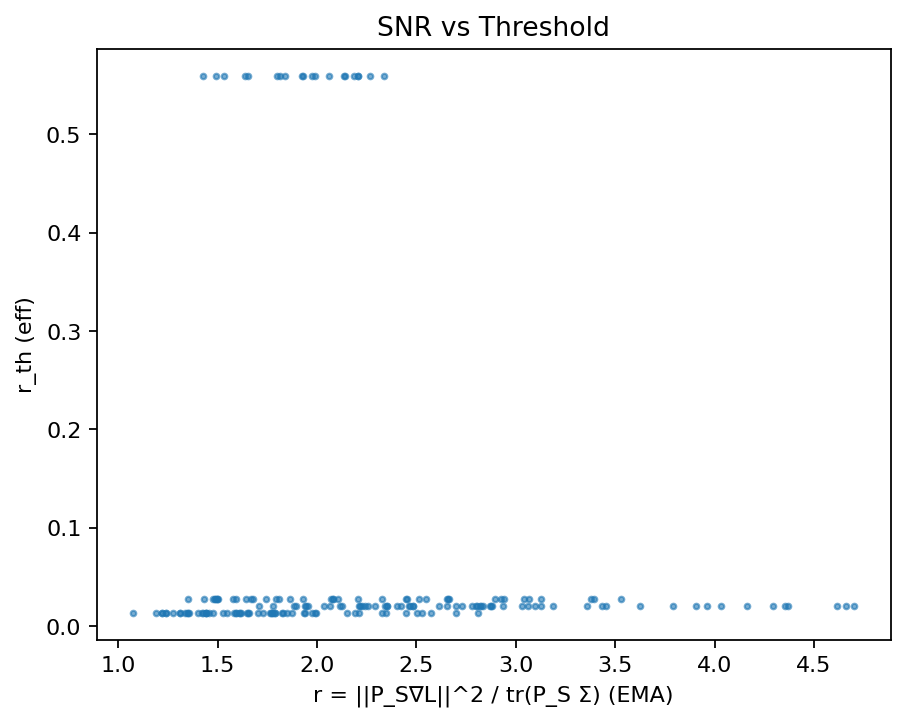 SNR vs Threshold
r_th (eff)
0.5
0.4
0.3
0.2
0.1
0.0
1.0 1.5 2.0 2.5 3.0 3.5 4.0 4.5
r = ||P_S∇L||^2 / tr(P_S Σ) (EMA)